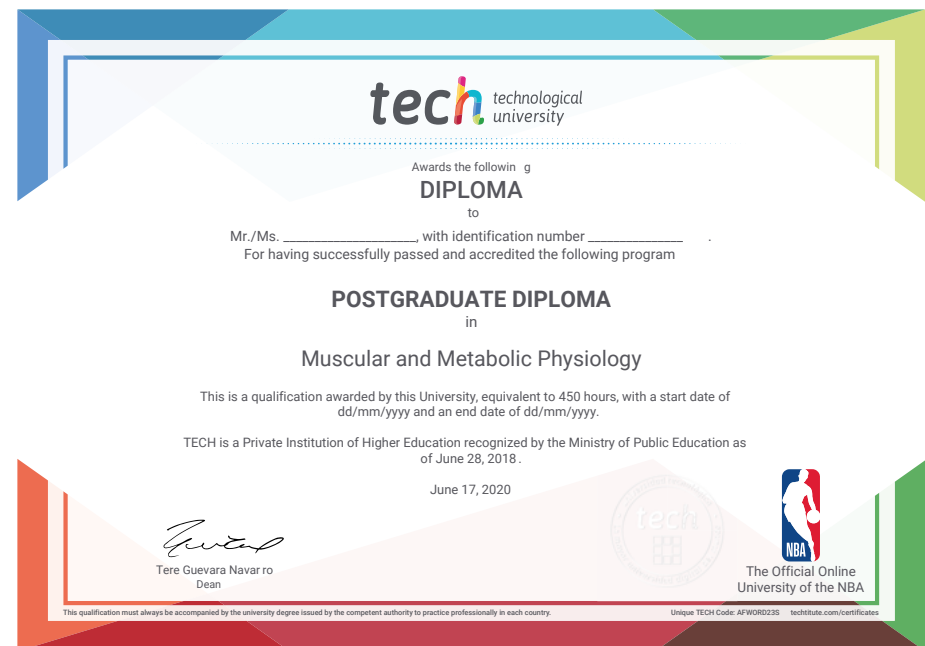 tech technological
university
Awards the followin g
DIPLOMA
to
Mr./Ms. _____________________, with identification number _______________ .
For having successfully passed and accredited the following program
POSTGRADUATE DIPLOMA
in
Muscular and Metabolic Physiology
This is a qualification awarded by this University, equivalent to 450 hours, with a start date of
dd/mm/yyyy and an end date of dd/mm/yyyy.
TECH is a Private Institution of Higher Education recognized by the Ministry of Public Education as
of June 28, 2018 .
June 17, 2020
tech
NBA
Tere Guevara Navar ro
Dean
The Official Online
University of the NBA
This qualification must always be accompanied by the university degree issued by the competent authority to practice professionally in each country.
Unique TECH Code: AFWORD23S techtitute.com/certificates